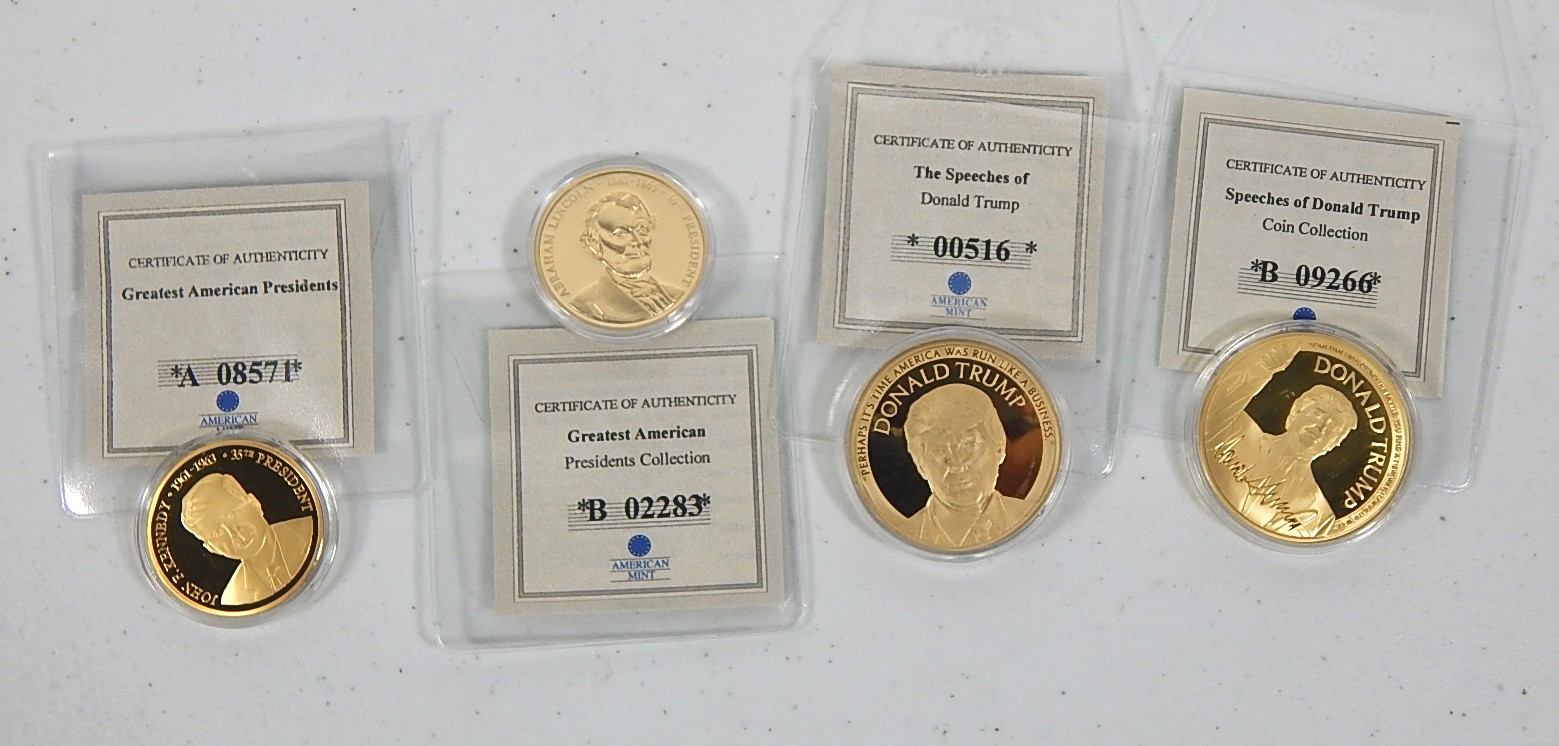 CERTIFICATE OF AUTHENTICITY
Greatest American Presidents
*A 08571*
AMERICAN
JOHN F. KENNEDY • 1961-1963 • 35TH PRESIDENT
ABRAHAM LINCOLN • 1861-1865 • 16 PRESIDENT
CERTIFICATE OF AUTHENTICITY
Greatest American
Presidents Collection
*B 02283*
AMERICAN
MINT
CERTIFICATE OF AUTHENTICITY
The Speeches of
Donald Trump
* 00516 *
AMERICAN
MINT
"PERHAPS IT'S TIME AMERICA WAS RUN LIKE A BUSINESS."
DONALD TRUMP
CERTIFICATE OF AUTHENTICITY
Speeches of Donald Trump
Coin Collection
*B 09266*
DONALD TRUMP